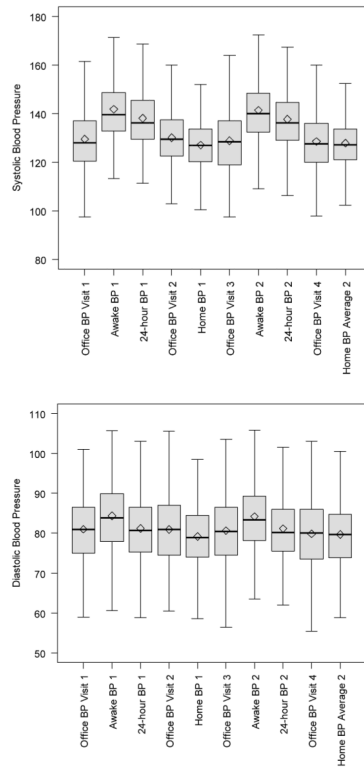 Systolic Blood Pressure
180
160
140
120
100
80
Office BP Visit 1
Awake BP 1
24-hour BP 1
Office BP Visit 2
Home BP 1
Office BP Visit 3
Awake BP 2
24-hour BP 2
Office BP Visit 4
Home BP Average 2
Diastolic Blood Pressure
110
100
90
80
70
60
50
Office BP Visit 1
Awake BP 1
24-hour BP 1
Office BP Visit 2
Home BP 1
Office BP Visit 3
Awake BP 2
24-hour BP 2
Office BP Visit 4
Home BP Average 2